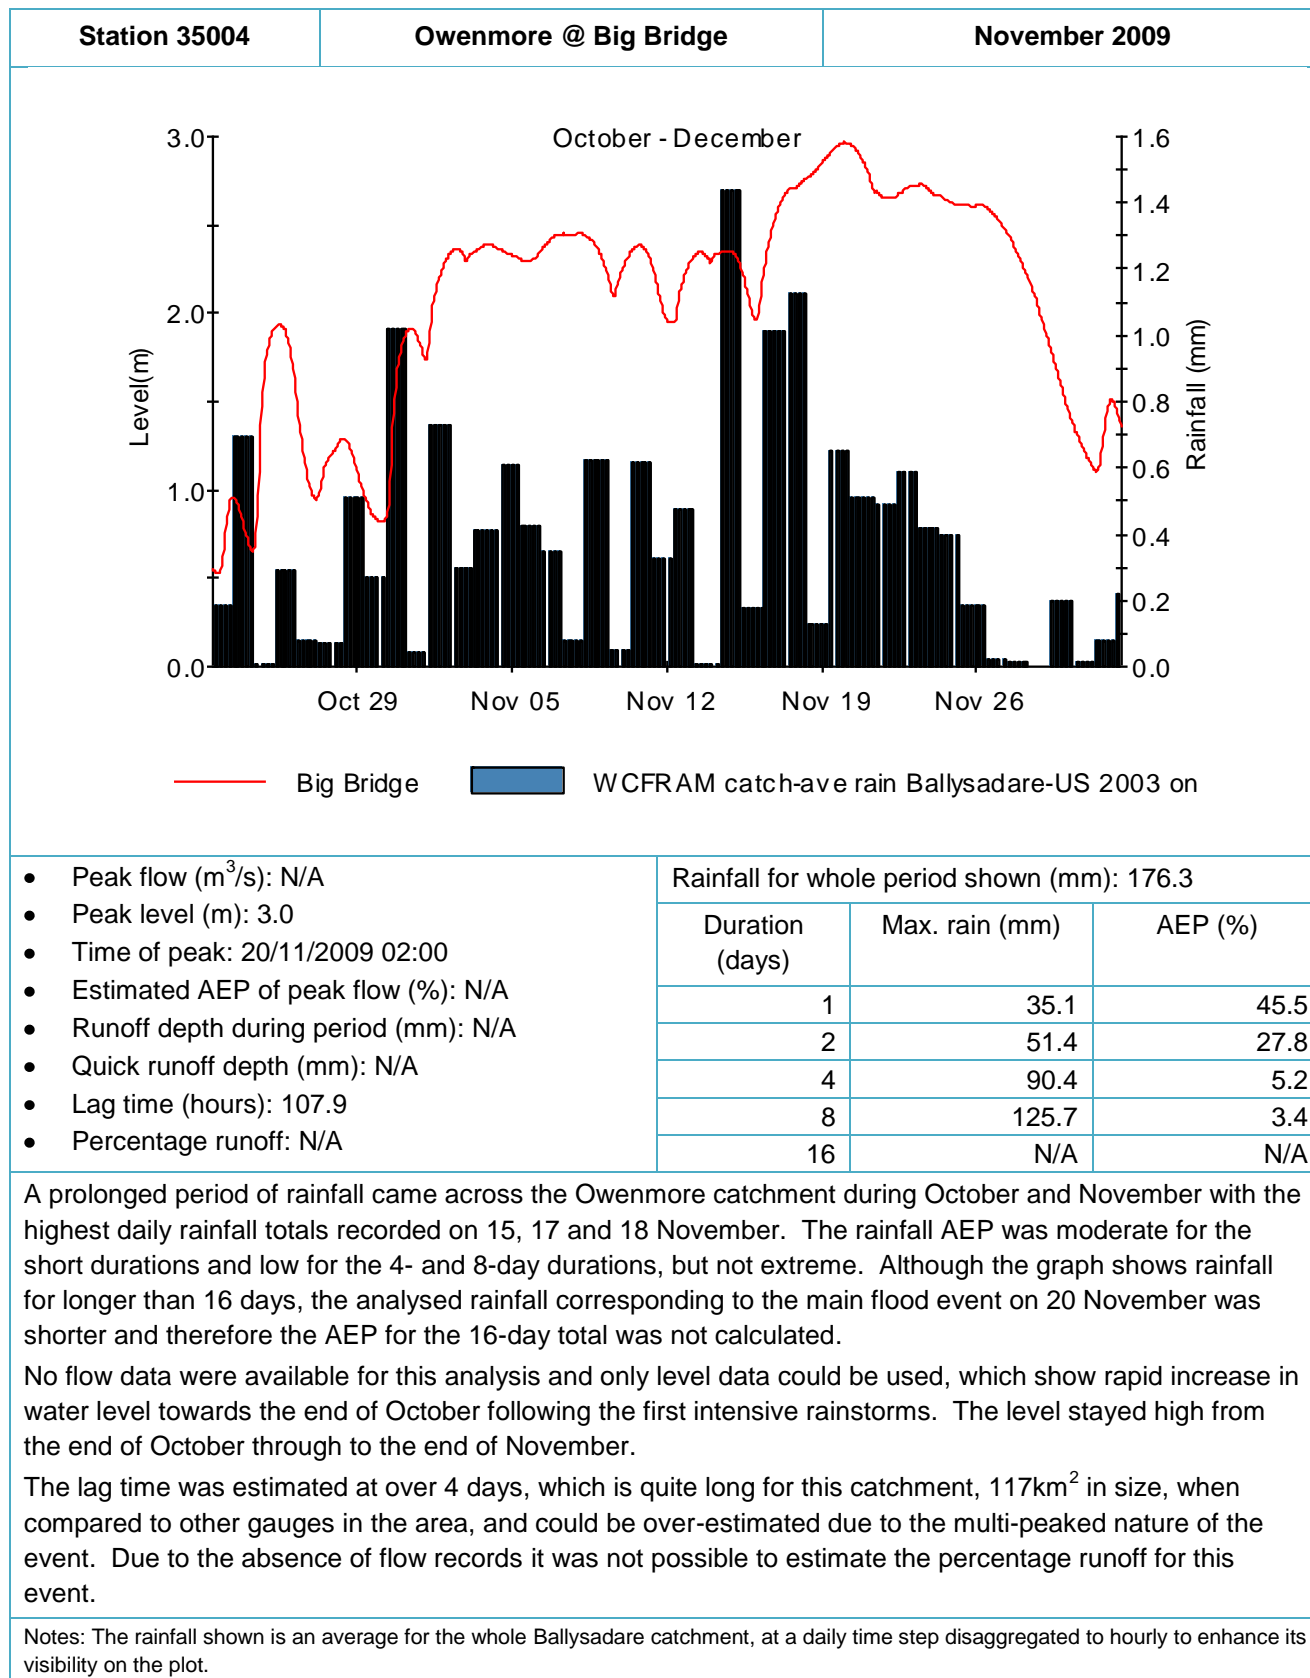 Station 35004 Owenmore @ Big Bridge November 2009
October - December
3.0
2.0
1.0
0.0
Level(m)
1.6
1.4
1.2
1.0
0.8
0.6
0.4
0.2
0.0
Rainfall (mm)
Oct 29 Nov 05 Nov 12 Nov 19 Nov 26
Big Bridge WCFRAM catch-ave rain Ballysadare-US 2003 on
• Peak flow (m³/s): N/A
• Peak level (m): 3.0
• Time of peak: 20/11/2009 02:00
• Estimated AEP of peak flow (%): N/A
• Runoff depth during period (mm): N/A
• Quick runoff depth (mm): N/A
• Lag time (hours): 107.9
• Percentage runoff: N/A
Rainfall for whole period shown (mm): 176.3
Duration Max. rain (mm) AEP (%)
(days)
1 35.1 45.5
2 51.4 27.8
4 90.4 5.2
8 125.7 3.4
16 N/A N/A
A prolonged period of rainfall came across the Owenmore catchment during October and November with the
highest daily rainfall totals recorded on 15, 17 and 18 November. The rainfall AEP was moderate for the
short durations and low for the 4- and 8-day durations, but not extreme. Although the graph shows rainfall
for longer than 16 days, the analysed rainfall corresponding to the main flood event on 20 November was
shorter and therefore the AEP for the 16-day total was not calculated.
No flow data were available for this analysis and only level data could be used, which show rapid increase in
water level towards the end of October following the first intensive rainstorms. The level stayed high from
the end of October through to the end of November.
The lag time was estimated at over 4 days, which is quite long for this catchment, 117km² in size, when
compared to other gauges in the area, and could be over-estimated due to the multi-peaked nature of the
event. Due to the absence of flow records it was not possible to estimate the percentage runoff for this
event.
Notes: The rainfall shown is an average for the whole Ballysadare catchment, at a daily time step disaggregated to hourly to enhance its
visibility on the plot.